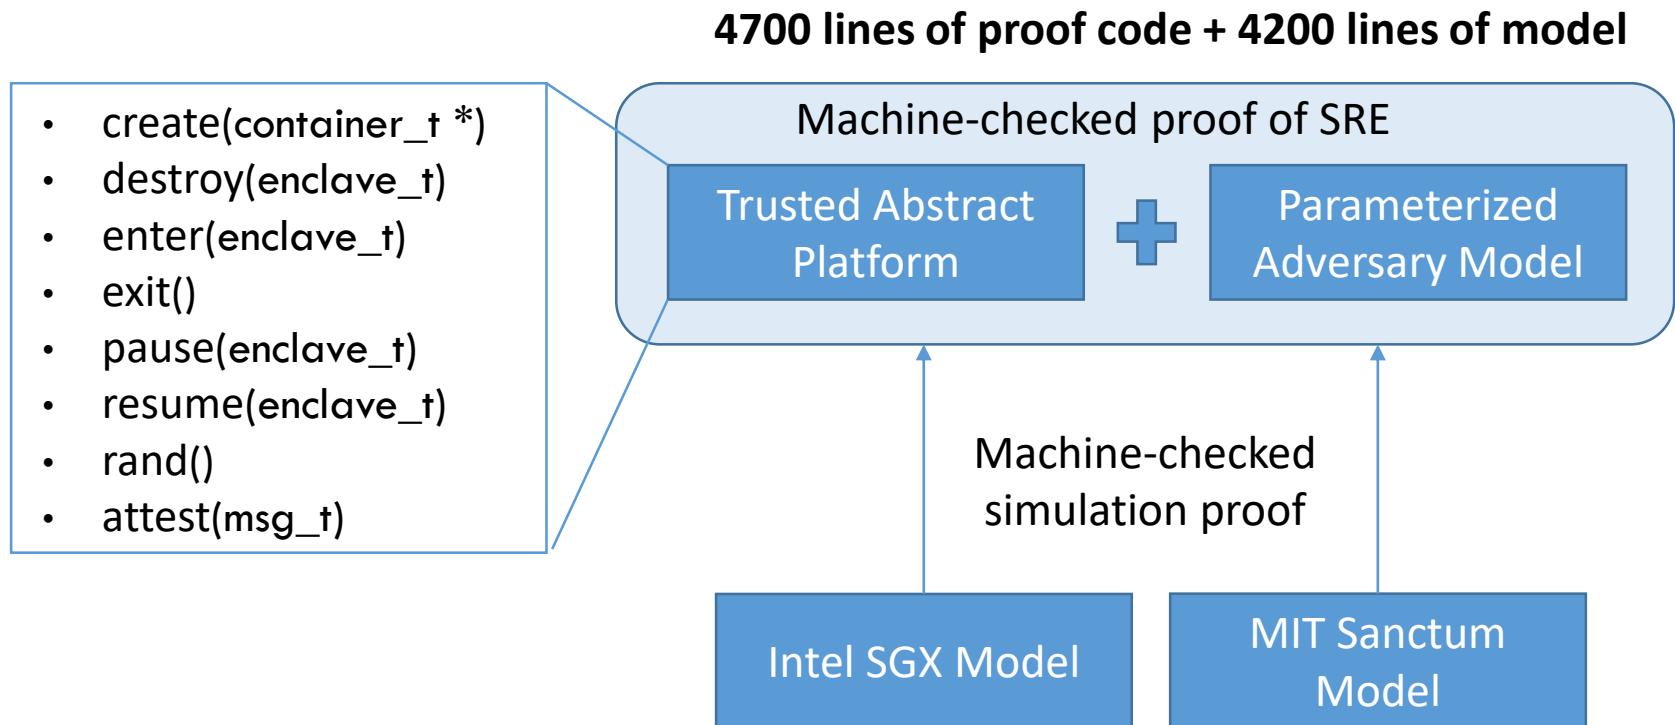 4700 lines of proof code + 4200 lines of model
• create(container_t *)
• destroy(enclave_t)
• enter(enclave_t)
• exit()
• pause(enclave_t)
• resume(enclave_t)
• rand()
• attest(msg_t)
Machine-checked proof of SRE
Trusted Abstract
Platform
Parameterized
Adversary Model
Machine-checked
simulation proof
Intel SGX Model
MIT Sanctum
Model